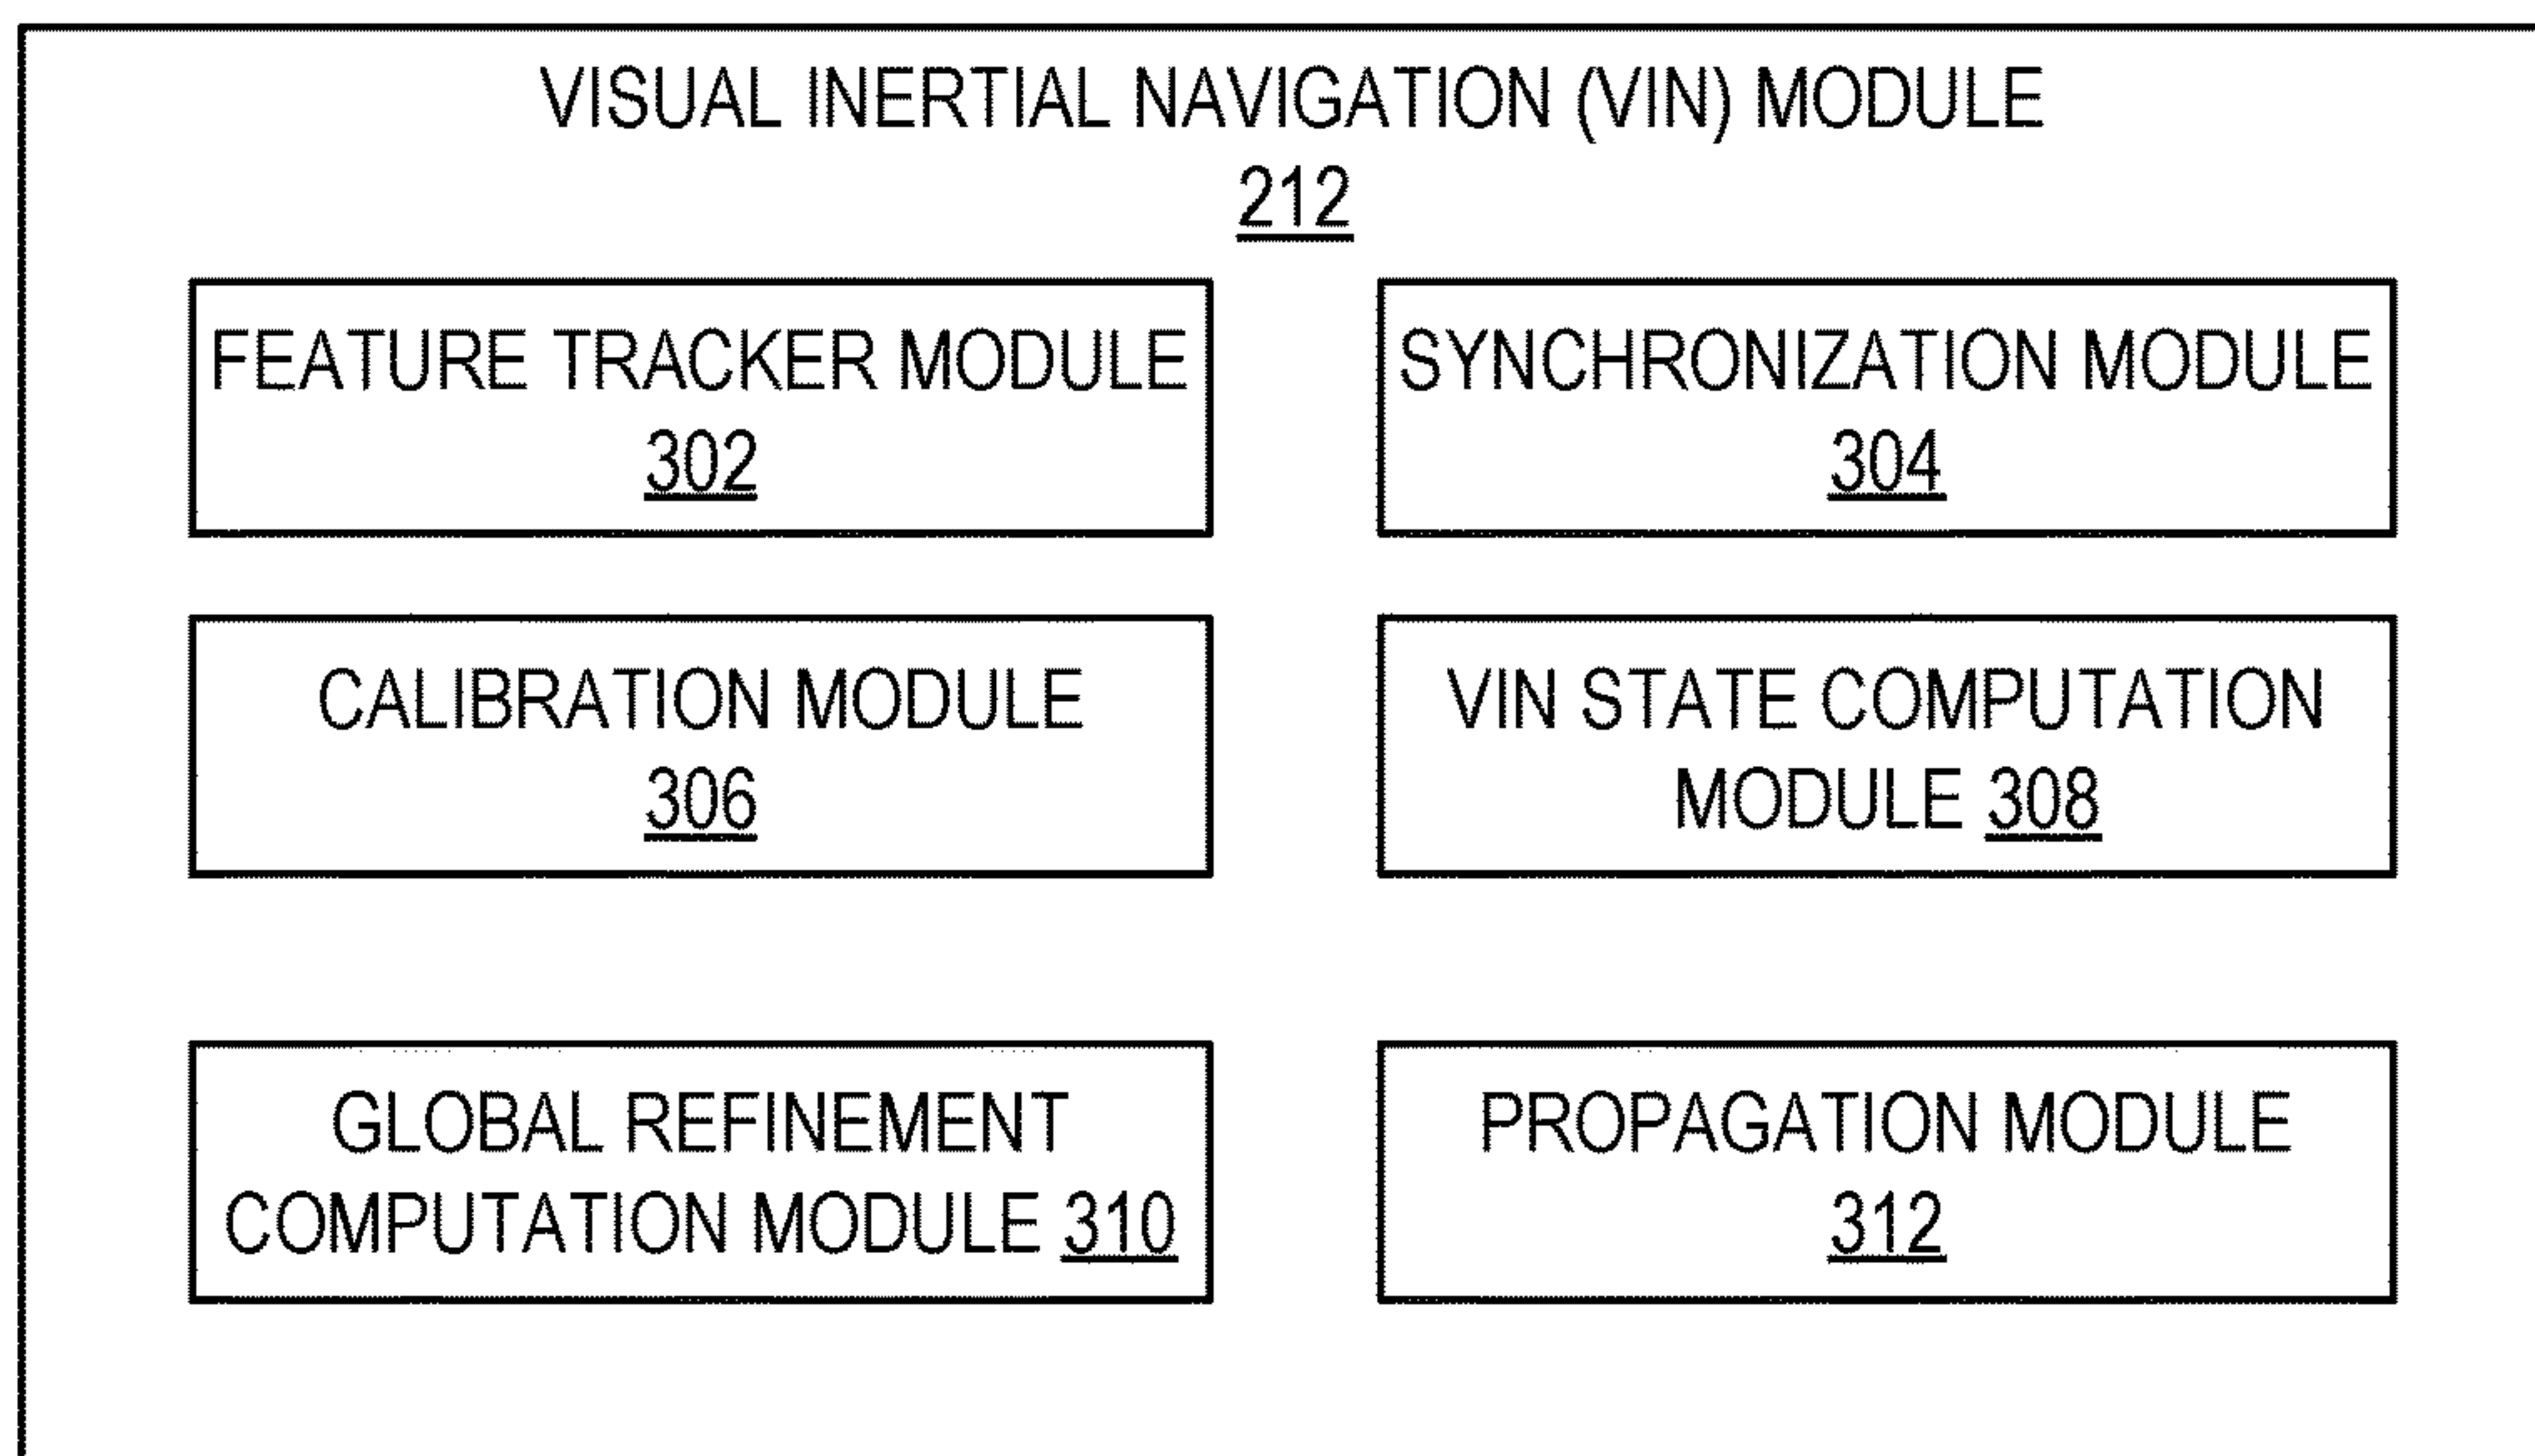 VISUAL INERTIAL NAVIGATION (VIN) MODULE
212
FEATURE TRACKER MODULE
302
SYNCHRONIZATION MODULE
304
CALIBRATION MODULE
306
VIN STATE COMPUTATION
MODULE 308
GLOBAL REFINEMENT
COMPUTATION MODULE 310
PROPAGATION MODULE
312